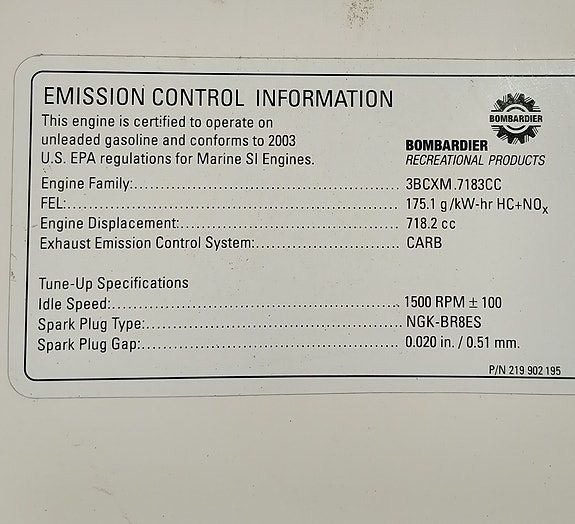 EMISSION CONTROL INFORMATION
This engine is certified to operate on
unleaded gasoline and conforms to 2003
U.S. EPA regulations for Marine SI Engines.
BOMBARDIER
BOMBARDIER
RECREATIONAL PRODUCTS
Engine Family:.................................................... 3BCXM.7183CC
FEL:.................................................................... 175.1 g/kW-hr HC+NOx
Engine Displacement:........................................... 718.2 cc
Exhaust Emission Control System:........................... CARB
Tune-Up Specifications
Idle Speed:......................................................... 1500 RPM ± 100
Spark Plug Type:................................................. NGK-BR8ES
Spark Plug Gap:.................................................. 0.020 in. / 0.51 mm.
P/N 219 902 195